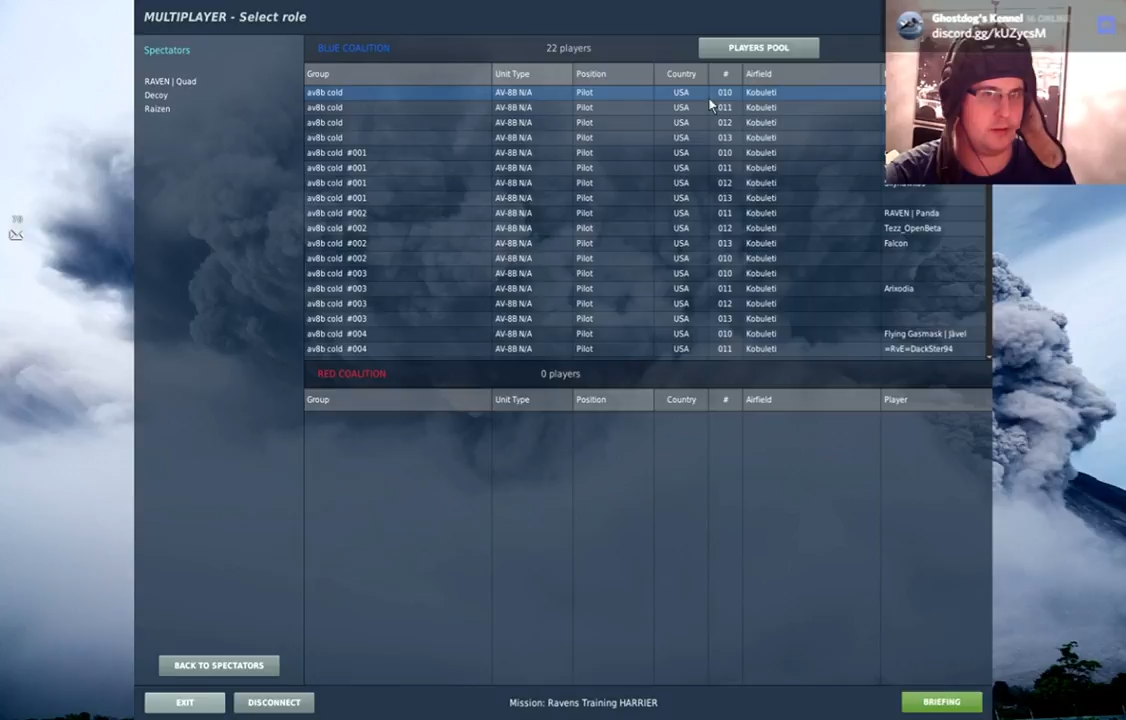 MULTIPLAYER - Select role
Ghostdog's Kennel IS ONLINE
discord.gg/kUZycsM
Spectators
RAVEN | Quad
Decoy
Raizen
BLUE COALITION 22 players PLAYERS POOL
Group Unit Type Position Country # Airfield
av8b cold AV-8B N/A Pilot USA 010 Kobuleti
av8b cold AV-8B N/A Pilot USA 011 Kobuleti
av8b cold AV-8B N/A Pilot USA 012 Kobuleti
av8b cold AV-8B N/A Pilot USA 013 Kobuleti
av8b cold #001 AV-8B N/A Pilot USA 010 Kobuleti
av8b cold #001 AV-8B N/A Pilot USA 011 Kobuleti
av8b cold #001 AV-8B N/A Pilot USA 012 Kobuleti
av8b cold #001 AV-8B N/A Pilot USA 013 Kobuleti
av8b cold #002 AV-8B N/A Pilot USA 011 Kobuleti RAVEN | Panda
av8b cold #002 AV-8B N/A Pilot USA 012 Kobuleti Tezz_OpenBeta
av8b cold #002 AV-8B N/A Pilot USA 013 Kobuleti Falcon
av8b cold #002 AV-8B N/A Pilot USA 010 Kobuleti
av8b cold #003 AV-8B N/A Pilot USA 010 Kobuleti
av8b cold #003 AV-8B N/A Pilot USA 011 Kobuleti Arixodia
av8b cold #003 AV-8B N/A Pilot USA 012 Kobuleti
av8b cold #003 AV-8B N/A Pilot USA 013 Kobuleti
av8b cold #004 AV-8B N/A Pilot USA 010 Kobuleti Flying Gasmask | Jävel
av8b cold #004 AV-8B N/A Pilot USA 011 Kobuleti =RvE=DackSter94
RED COALITION 0 players
Group Unit Type Position Country # Airfield Player
BACK TO SPECTATORS
EXIT DISCONNECT Mission: Ravens Training HARRIER BRIEFING